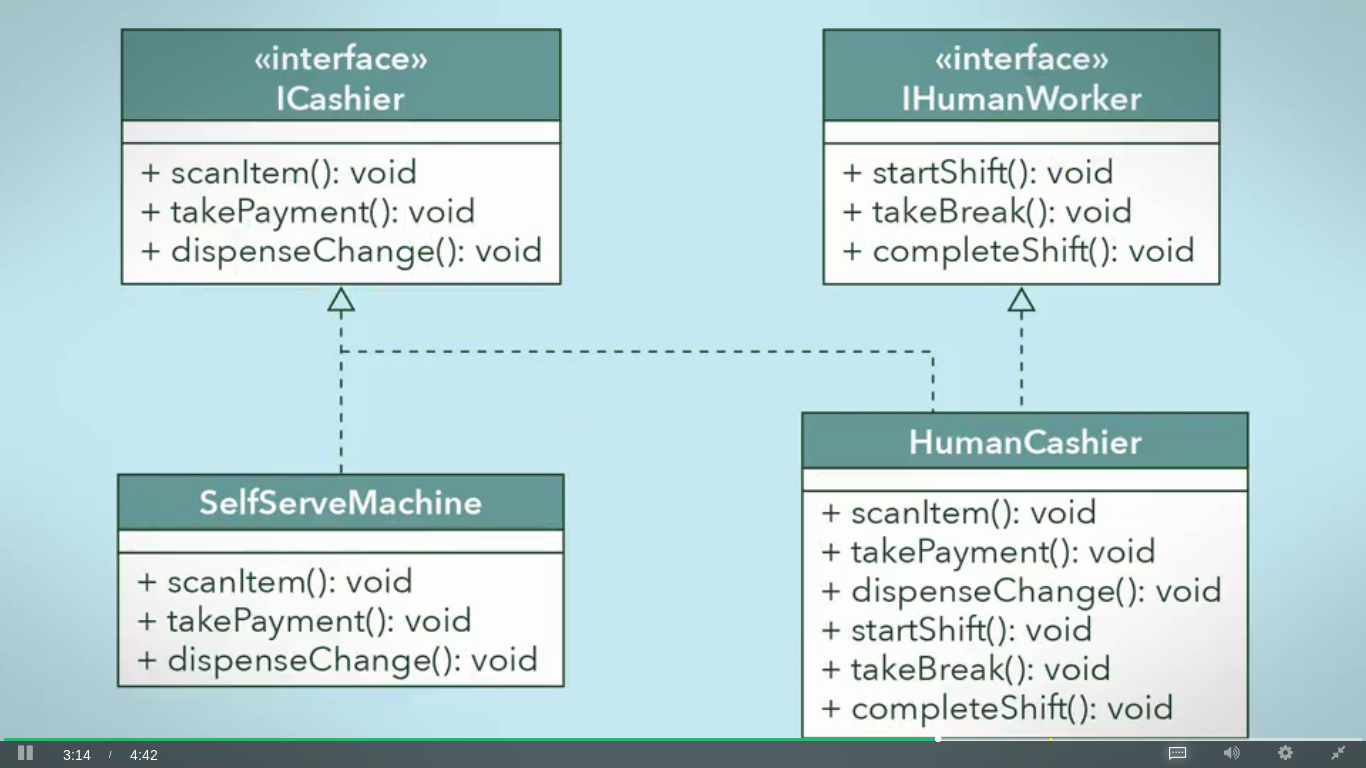 «interface»
ICashier
+ scanItem(): void
+ takePayment(): void
+ dispenseChange(): void
«interface»
IHumanWorker
+ startShift(): void
+ takeBreak(): void
+ completeShift(): void
SelfServeMachine
+ scanItem(): void
+ takePayment(): void
+ dispenseChange(): void
HumanCashier
+ scanItem(): void
+ takePayment(): void
+ dispenseChange(): void
+ startShift(): void
+ takeBreak(): void
+ completeShift(): void
3:14 / 4:42